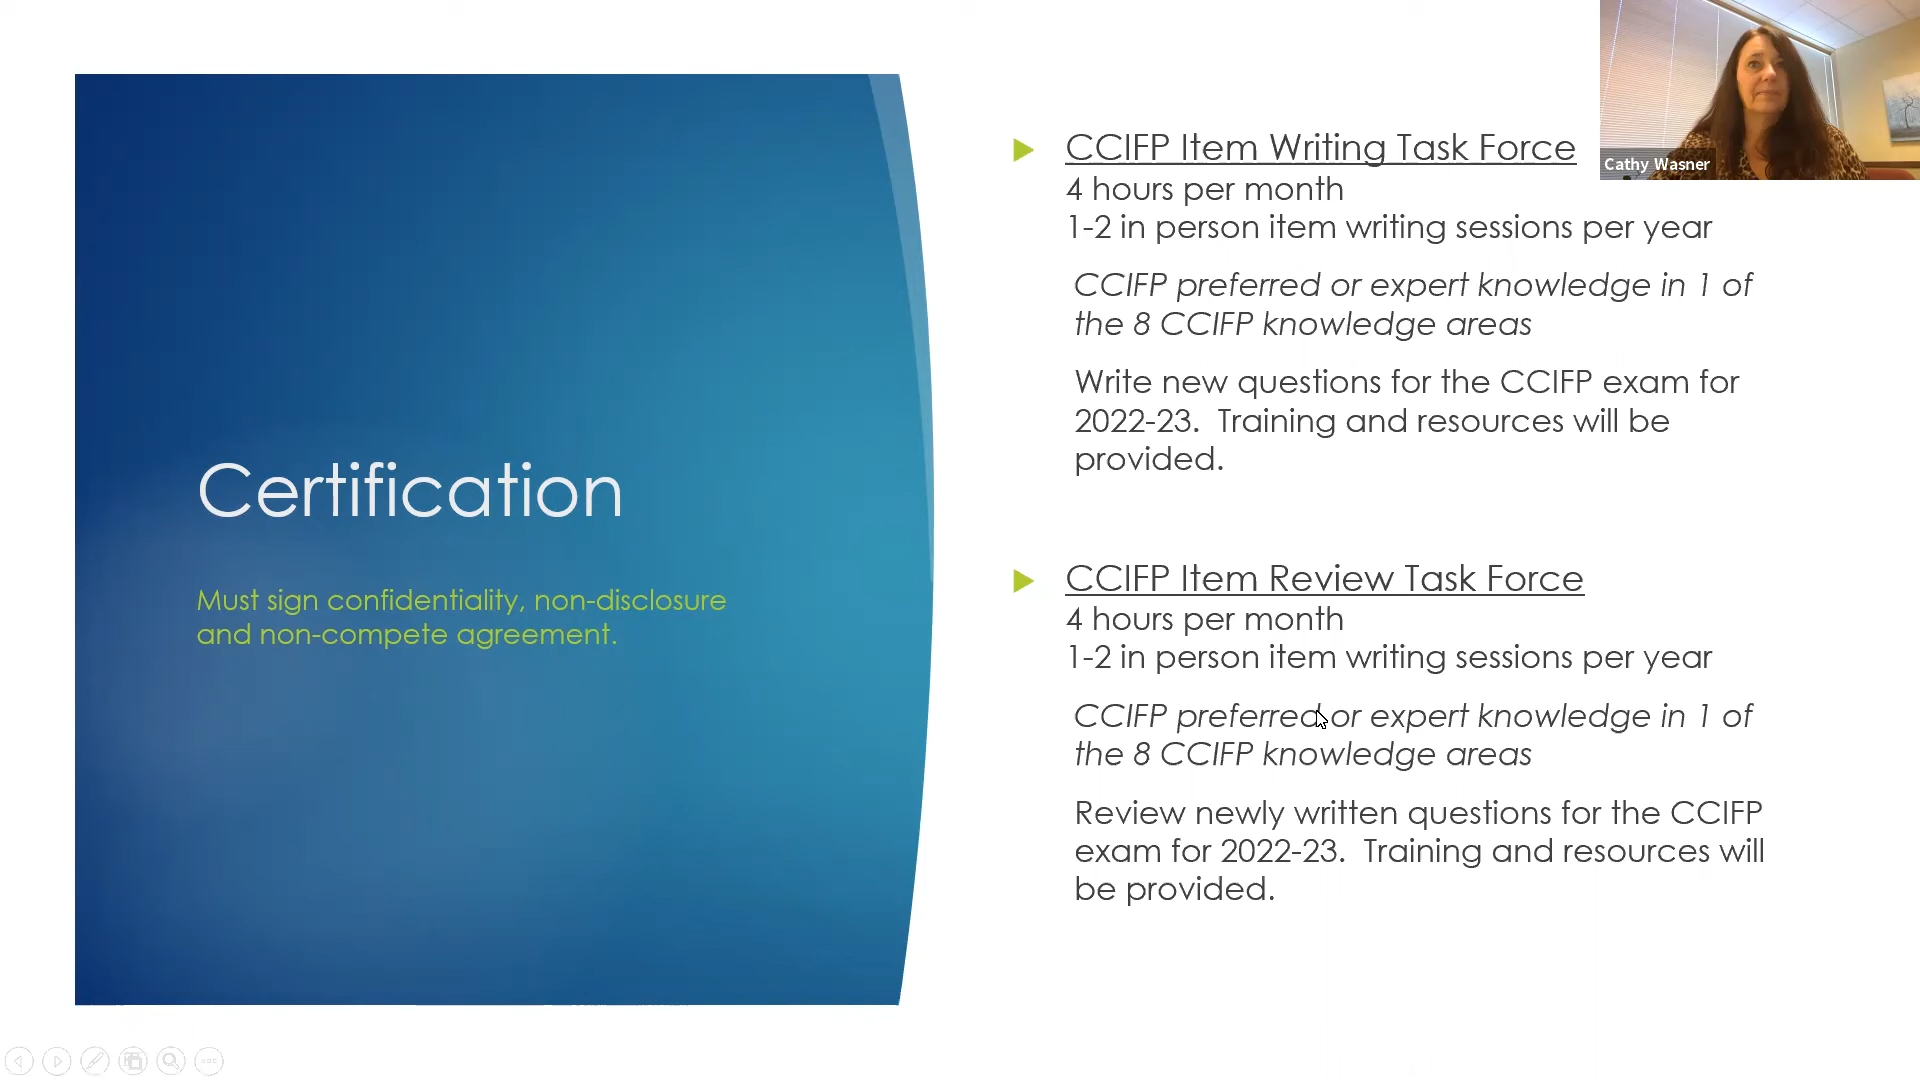 Certification
Must sign confidentiality, non-disclosure
and non-compete agreement.
CCIFP Item Writing Task Force
4 hours per month
1-2 in person item writing sessions per year
CCIFP preferred or expert knowledge in 1 of
the 8 CCIFP knowledge areas
Write new questions for the CCIFP exam for
2022-23.  Training and resources will be
provided.
CCIFP Item Review Task Force
4 hours per month
1-2 in person item writing sessions per year
CCIFP preferred or expert knowledge in 1 of
the 8 CCIFP knowledge areas
Review newly written questions for the CCIFP
exam for 2022-23.  Training and resources will
be provided.
Cathy Wasner